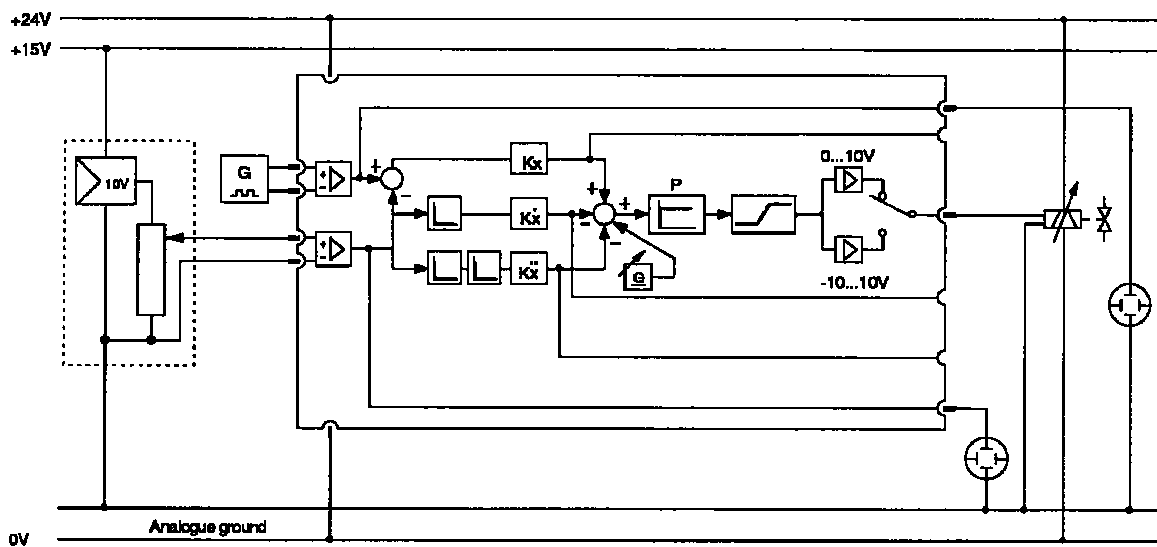 +24V
+15V
10V
G
+
-
+
-
+
-
Kx
Kẋ
Kẍ
+
-
-
+
P
G
0...10V
-10...10V
Analogue ground
0V